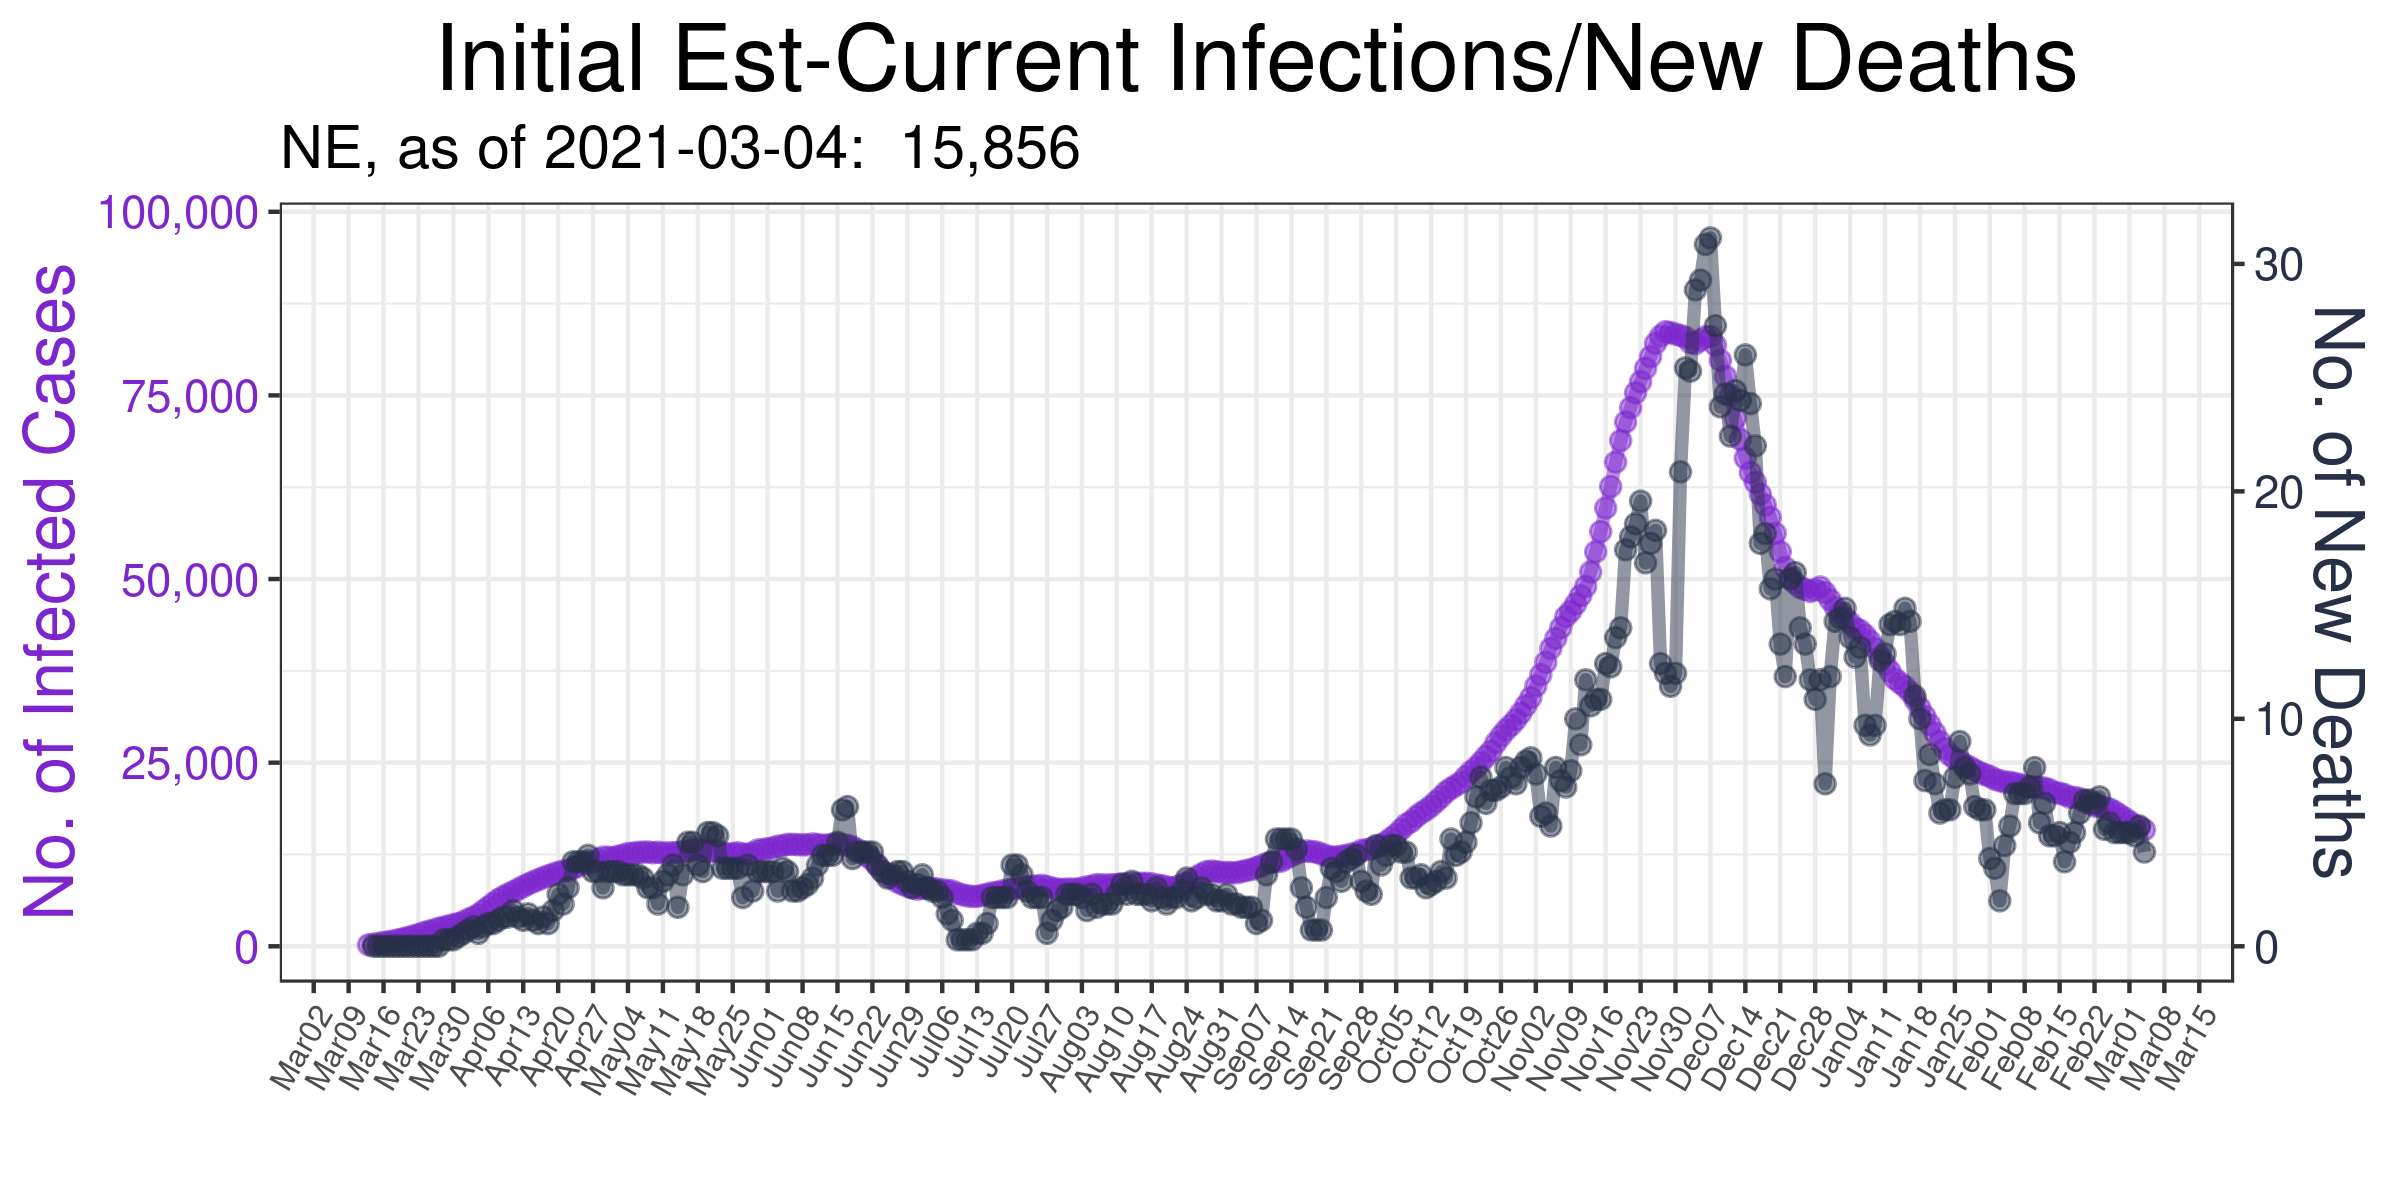 Initial Est-Current Infections/New Deaths
NE, as of 2021-03-04:  15,856
No. of Infected Cases
100,000
75,000
50,000
25,000
0
30
20
10
0
No. of New Deaths
Mar02
Mar09
Mar16
Mar23
Mar30
Apr06
Apr13
Apr20
Apr27
May04
May11
May18
May25
Jun01
Jun08
Jun15
Jun22
Jun29
Jul06
Jul13
Jul20
Jul27
Aug03
Aug10
Aug17
Aug24
Aug31
Sep07
Sep14
Sep21
Sep28
Oct05
Oct12
Oct19
Oct26
Nov02
Nov09
Nov16
Nov23
Nov30
Dec07
Dec14
Dec21
Dec28
Jan04
Jan11
Jan18
Jan25
Feb01
Feb08
Feb15
Feb22
Mar01
Mar08
Mar15